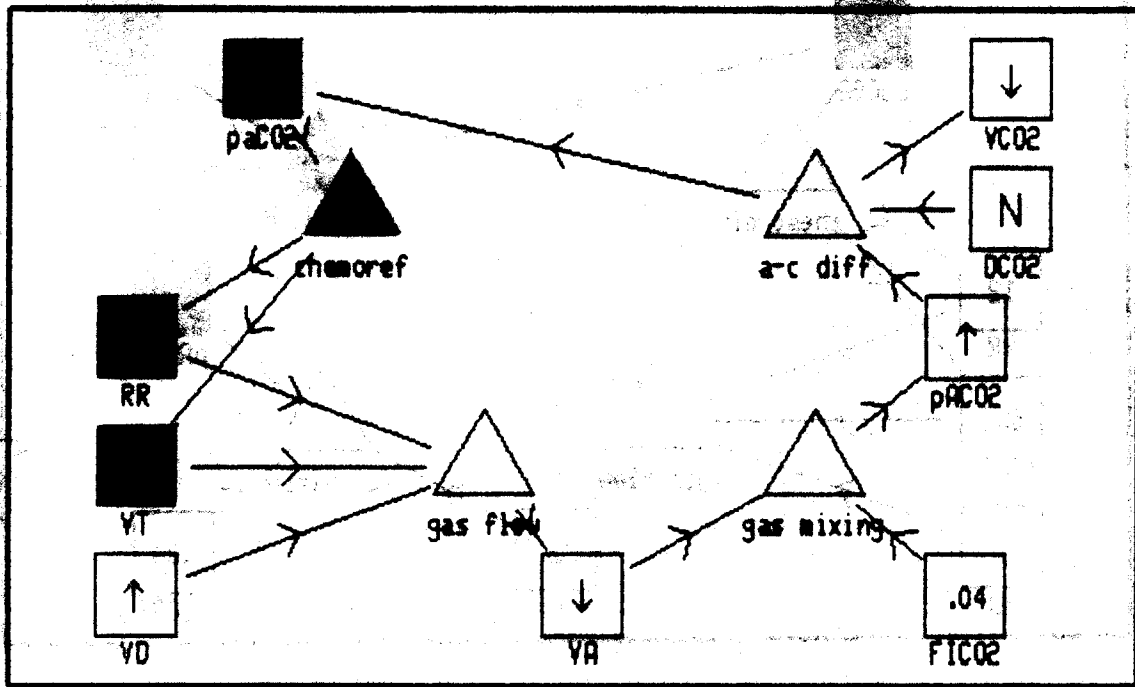 ↓
paCO2
VCO2
N
chemoref
a-c diff
DCO2
↑
RR
pACO2
VT
gas flow
gas mixing
↑
↓
.04
VD
VA
FICO2